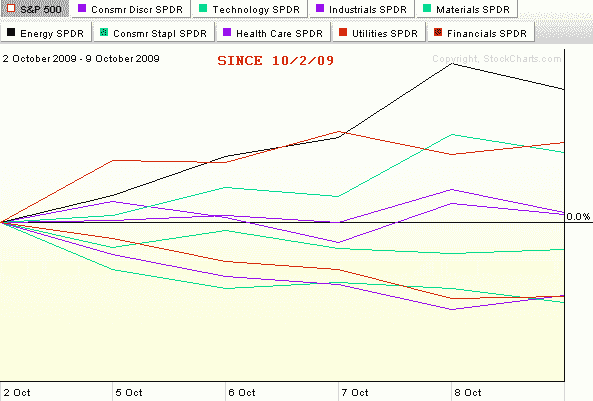 S&P 500 Consmr Discr SPDR Technology SPDR Industrials SPDR Materials SPDR
Energy SPDR Consmr Stapl SPDR Health Care SPDR Utilities SPDR Financials SPDR
2 October 2009 - 9 October 2009 SINCE 10/2/09 Copyright, StockCharts.com
0.0%
2 Oct 5 Oct 6 Oct 7 Oct 8 Oct